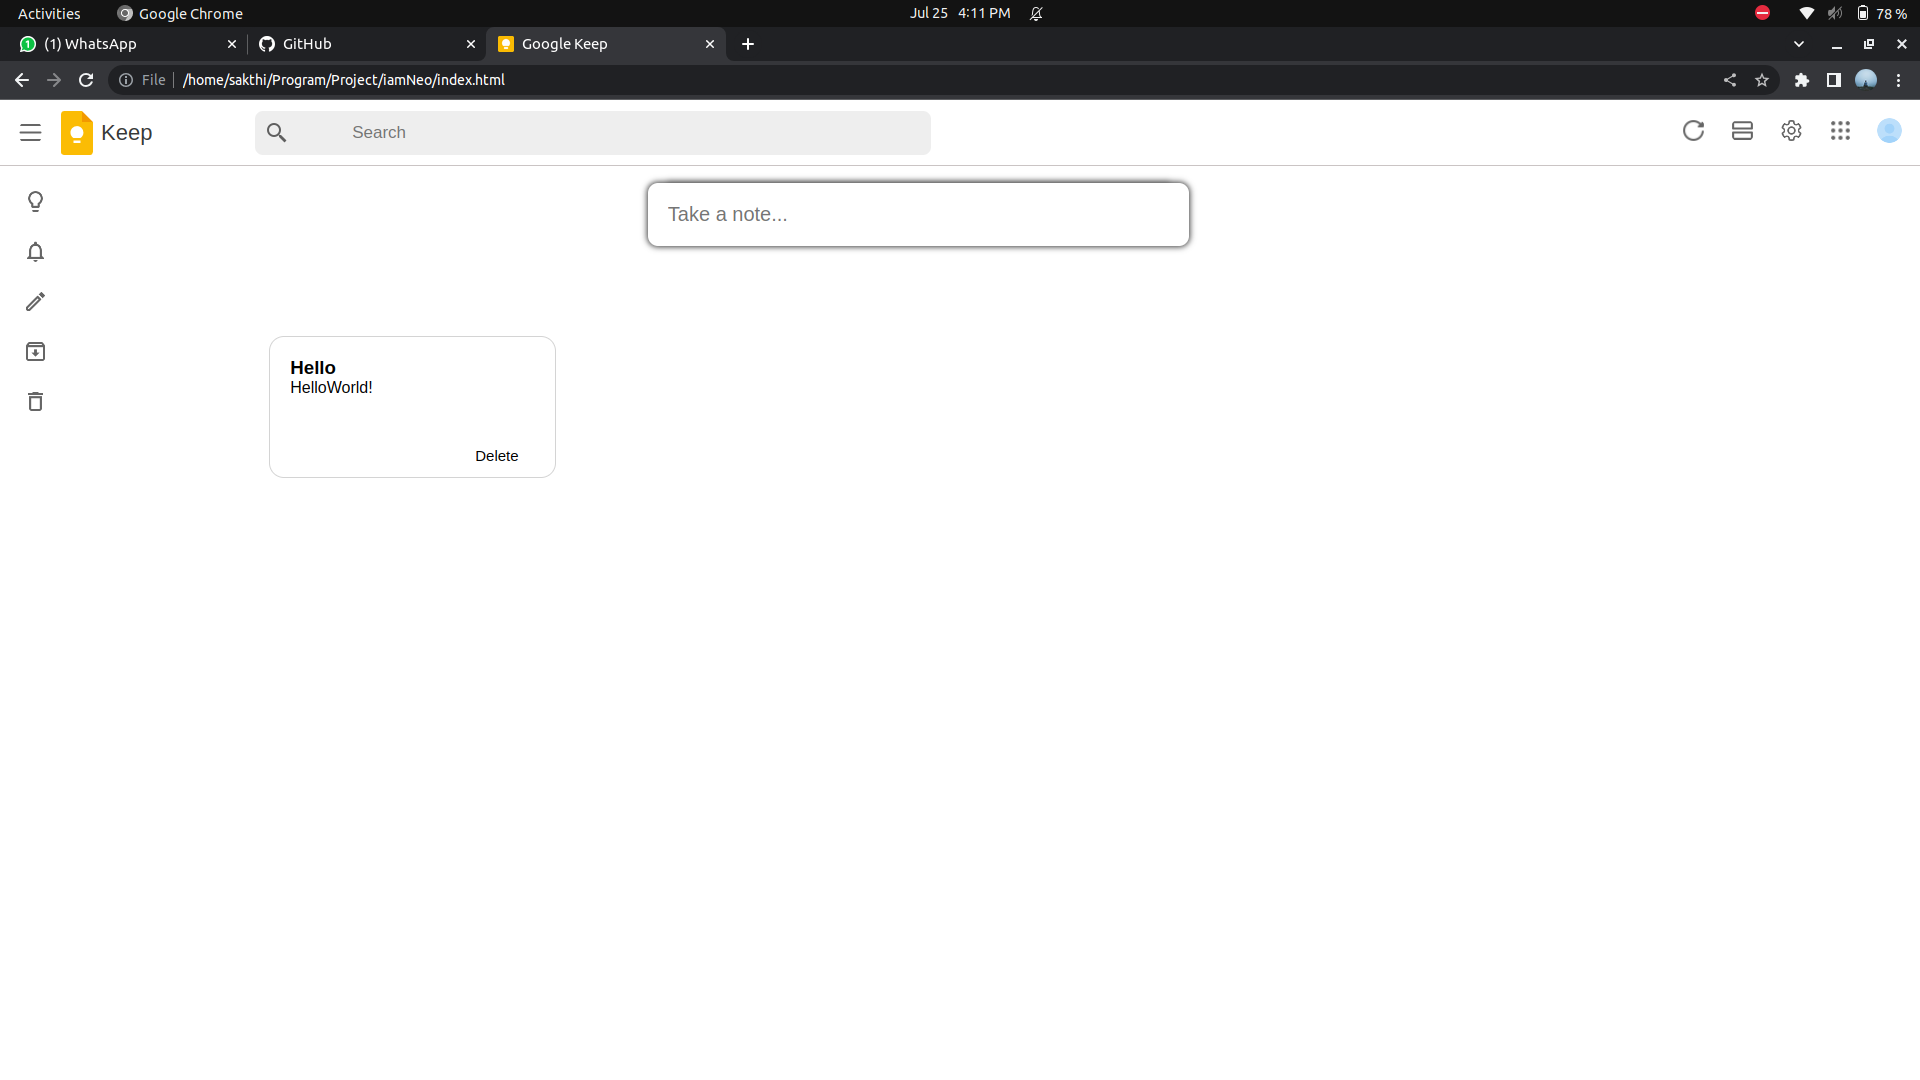 Activities Google Chrome Jul 25 4:11 PM 78 %
(1) WhatsApp GitHub Google Keep
File /home/sakthi/Program/Project/iamNeo/index.html
Keep Search
Take a note...
Hello
HelloWorld!
Delete